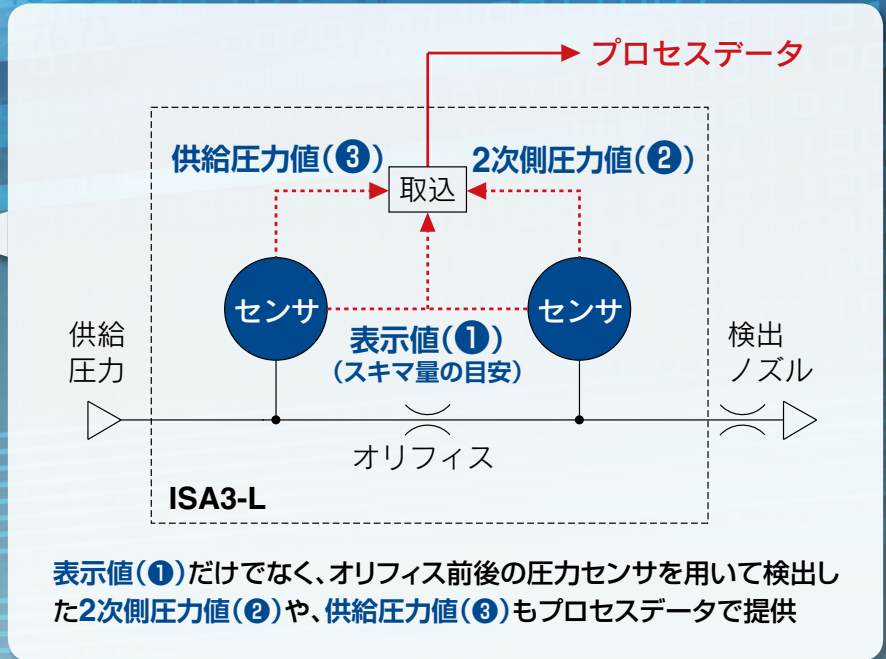 プロセスデータ
供給圧力値(❸)
2次側圧力値(❷)
取込
センサ
センサ
供給
圧力
表示値(❶)
(スキマ量の目安)
検出
ノズル
オリフィス
ISA3-L
表示値(❶)だけでなく、オリフィス前後の圧力センサを用いて検出し
た2次側圧力値(❷)や、供給圧力値(❸)もプロセスデータで提供